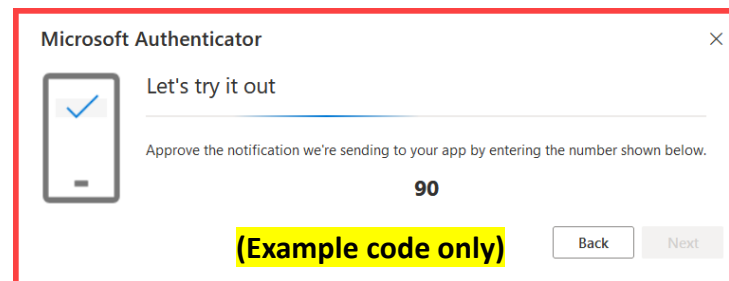 Microsoft Authenticator
Let's try it out
Approve the notification we're sending to your app by entering the number shown below.
90
(Example code only)
Back Next